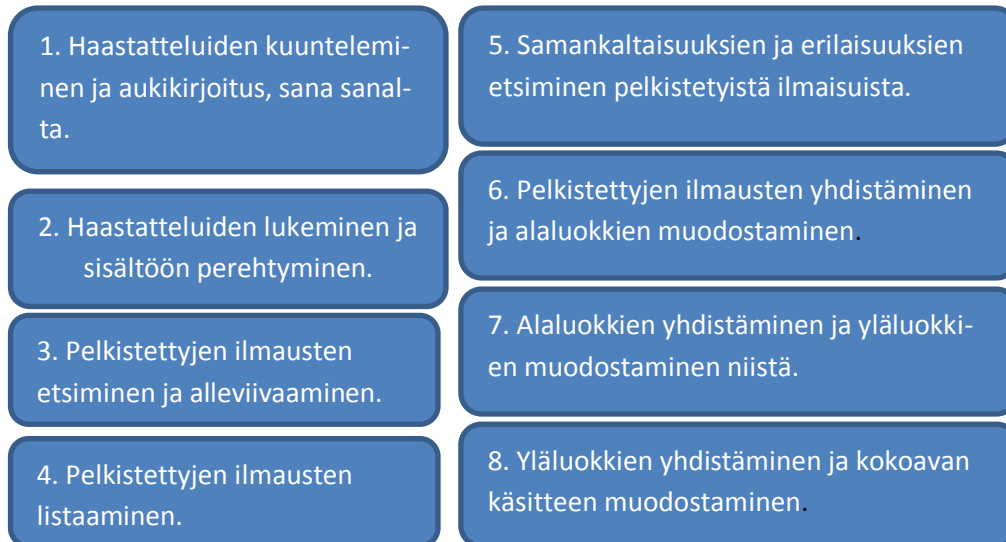 1. Haastatteluiden kuuntelemi-
nen ja aukikirjoitus, sana sanal-
ta.
2. Haastatteluiden lukeminen ja
sisältöön perehtyminen.
3. Pelkistettyjen ilmausten
etsiminen ja alleviivaaminen.
4. Pelkistettyjen ilmausten
listaaminen.
5. Samankaltaisuuksien ja erilaisuuksien
etsiminen pelkistetyistä ilmaisuista.
6. Pelkistettyjen ilmausten yhdistäminen
ja alaluokkien muodostaminen.
7. Alaluokkien yhdistäminen ja yläluokki-
en muodostaminen niistä.
8. Yläluokkien yhdistäminen ja kokoavan
käsitteen muodostaminen.